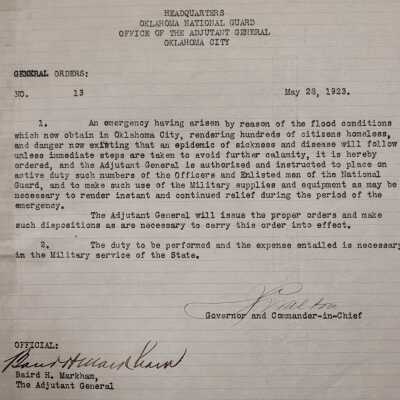 HEADQUARTERS
OKLAHOMA NATIONAL GUARD
OFFICE OF THE ADJUTANT GENERAL
OKLAHOMA CITY
GENERAL ORDERS:
NO. 13 May 28, 1923.
1. An emergency having arisen by reason of the flood conditions
which now obtain in Oklahoma City, rendering hundreds of citizens homeless,
and danger now existing that an epidemic of sickness and disease will follow
unless immediate steps are taken to avoid further calamity, it is hereby
ordered, and the Adjutant General is authorized and instructed to place on
active duty such numbers of the Officers and Enlisted men of the National
Guard, and to make such use of the Military supplies and equipment as may be
necessary to render instant and continued relief during the period of the
emergency.
The Adjutant General will issue the proper orders and make
such dispositions as are necessary to carry this order into effect.
2. The duty to be performed and the expense entailed is necessary
in the Military service of the State.
J Walton
Governor and Commander-in-Chief
OFFICIAL:
Baird H Markham
Baird H. Markham,
The Adjutant General